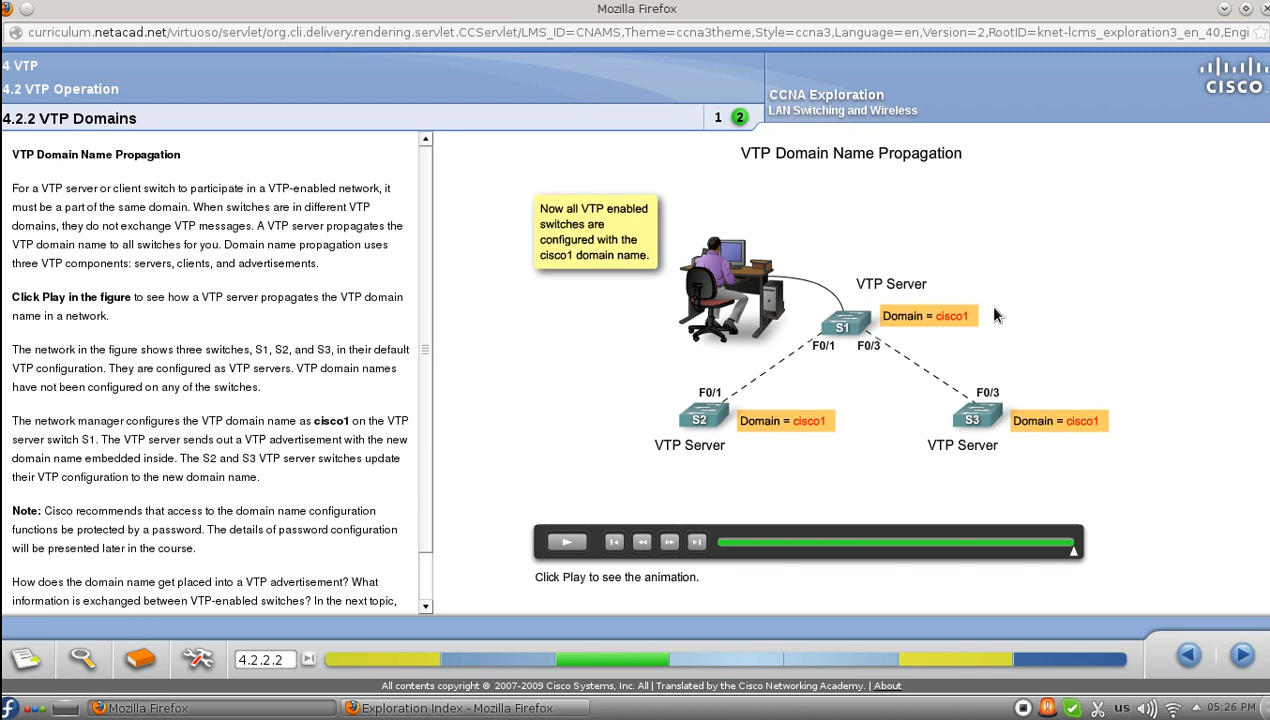 Mozilla Firefox
curriculum.netacad.net/virtuoso/servlet/org.cli.delivery.rendering.servlet.CCServlet/LMS_ID=CNAMS,Theme=ccna3theme,Style=ccna3,Language=en,Version=2,RootID=knet-lcms_exploration3_en_40,Engi
4 VTP
4.2 VTP Operation
CCNA Exploration
LAN Switching and Wireless
CISCO
4.2.2 VTP Domains
1 2
VTP Domain Name Propagation
For a VTP server or client switch to participate in a VTP-enabled network, it
must be a part of the same domain. When switches are in different VTP
domains, they do not exchange VTP messages. A VTP server propagates the
VTP domain name to all switches for you. Domain name propagation uses
three VTP components: servers, clients, and advertisements.
Click Play in the figure to see how a VTP server propagates the VTP domain
name in a network.
The network in the figure shows three switches, S1, S2, and S3, in their default
VTP configuration. They are configured as VTP servers. VTP domain names
have not been configured on any of the switches.
The network manager configures the VTP domain name as cisco1 on the VTP
server switch S1. The VTP server sends out a VTP advertisement with the new
domain name embedded inside. The S2 and S3 VTP server switches update
their VTP configuration to the new domain name.
Note: Cisco recommends that access to the domain name configuration
functions be protected by a password. The details of password configuration
will be presented later in the course.
How does the domain name get placed into a VTP advertisement? What
information is exchanged between VTP-enabled switches? In the next topic,
VTP Domain Name Propagation
Now all VTP enabled
switches are
configured with the
cisco1 domain name.
VTP Server
S1
Domain = cisco1
F0/1
F0/3
F0/1
S2
Domain = cisco1
VTP Server
F0/3
S3
Domain = cisco1
VTP Server
Click Play to see the animation.
4.2.2.2
All contents copyright © 2007-2009 Cisco Systems, Inc. All | Translated by the Cisco Networking Academy. | About
Mozilla Firefox
Exploration Index - Mozilla Firefox
us
05:26 PM